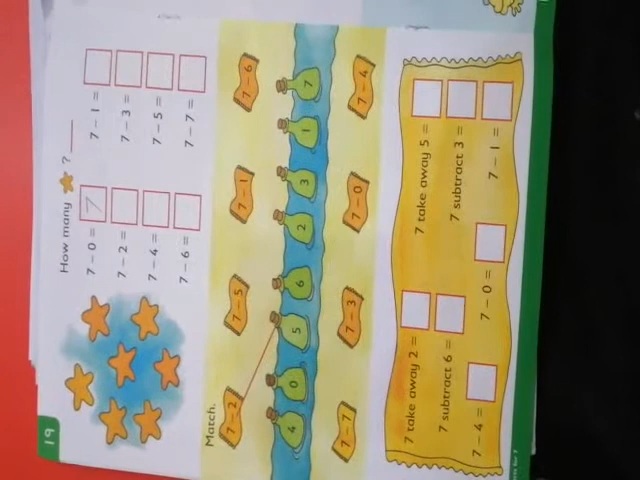 19
How many ?
7 – 0 = 7 7 – 1 =
7 – 2 = 7 – 3 =
7 – 4 = 7 – 5 =
7 – 6 = 7 – 7 =
Match.
7 – 2 7 – 5 7 – 1 7 – 6
4 0 5 6 2 3 1 7
7 – 7 7 – 3 7 – 0 7 – 4
7 take away 2 = 7 take away 5 =
7 subtract 6 = 7 subtract 3 =
7 – 4 = 7 – 0 = 7 – 1 =